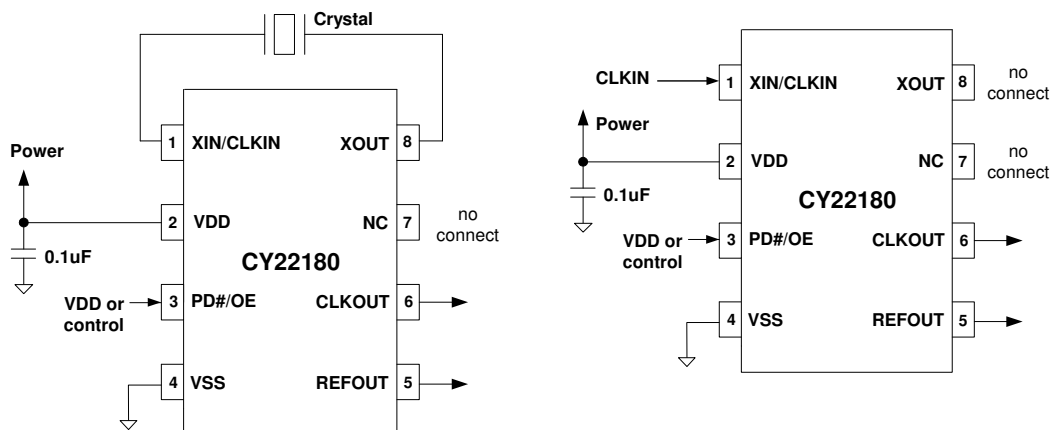 Crystal
1 XIN/CLKIN XOUT 8
Power
2 VDD NC 7 no connect
0.1uF
CY22180
VDD or control 3 PD#/OE CLKOUT 6
4 VSS REFOUT 5
CLKIN 1 XIN/CLKIN XOUT 8 no connect
Power
2 VDD NC 7 no connect
0.1uF
CY22180
VDD or control 3 PD#/OE CLKOUT 6
4 VSS REFOUT 5